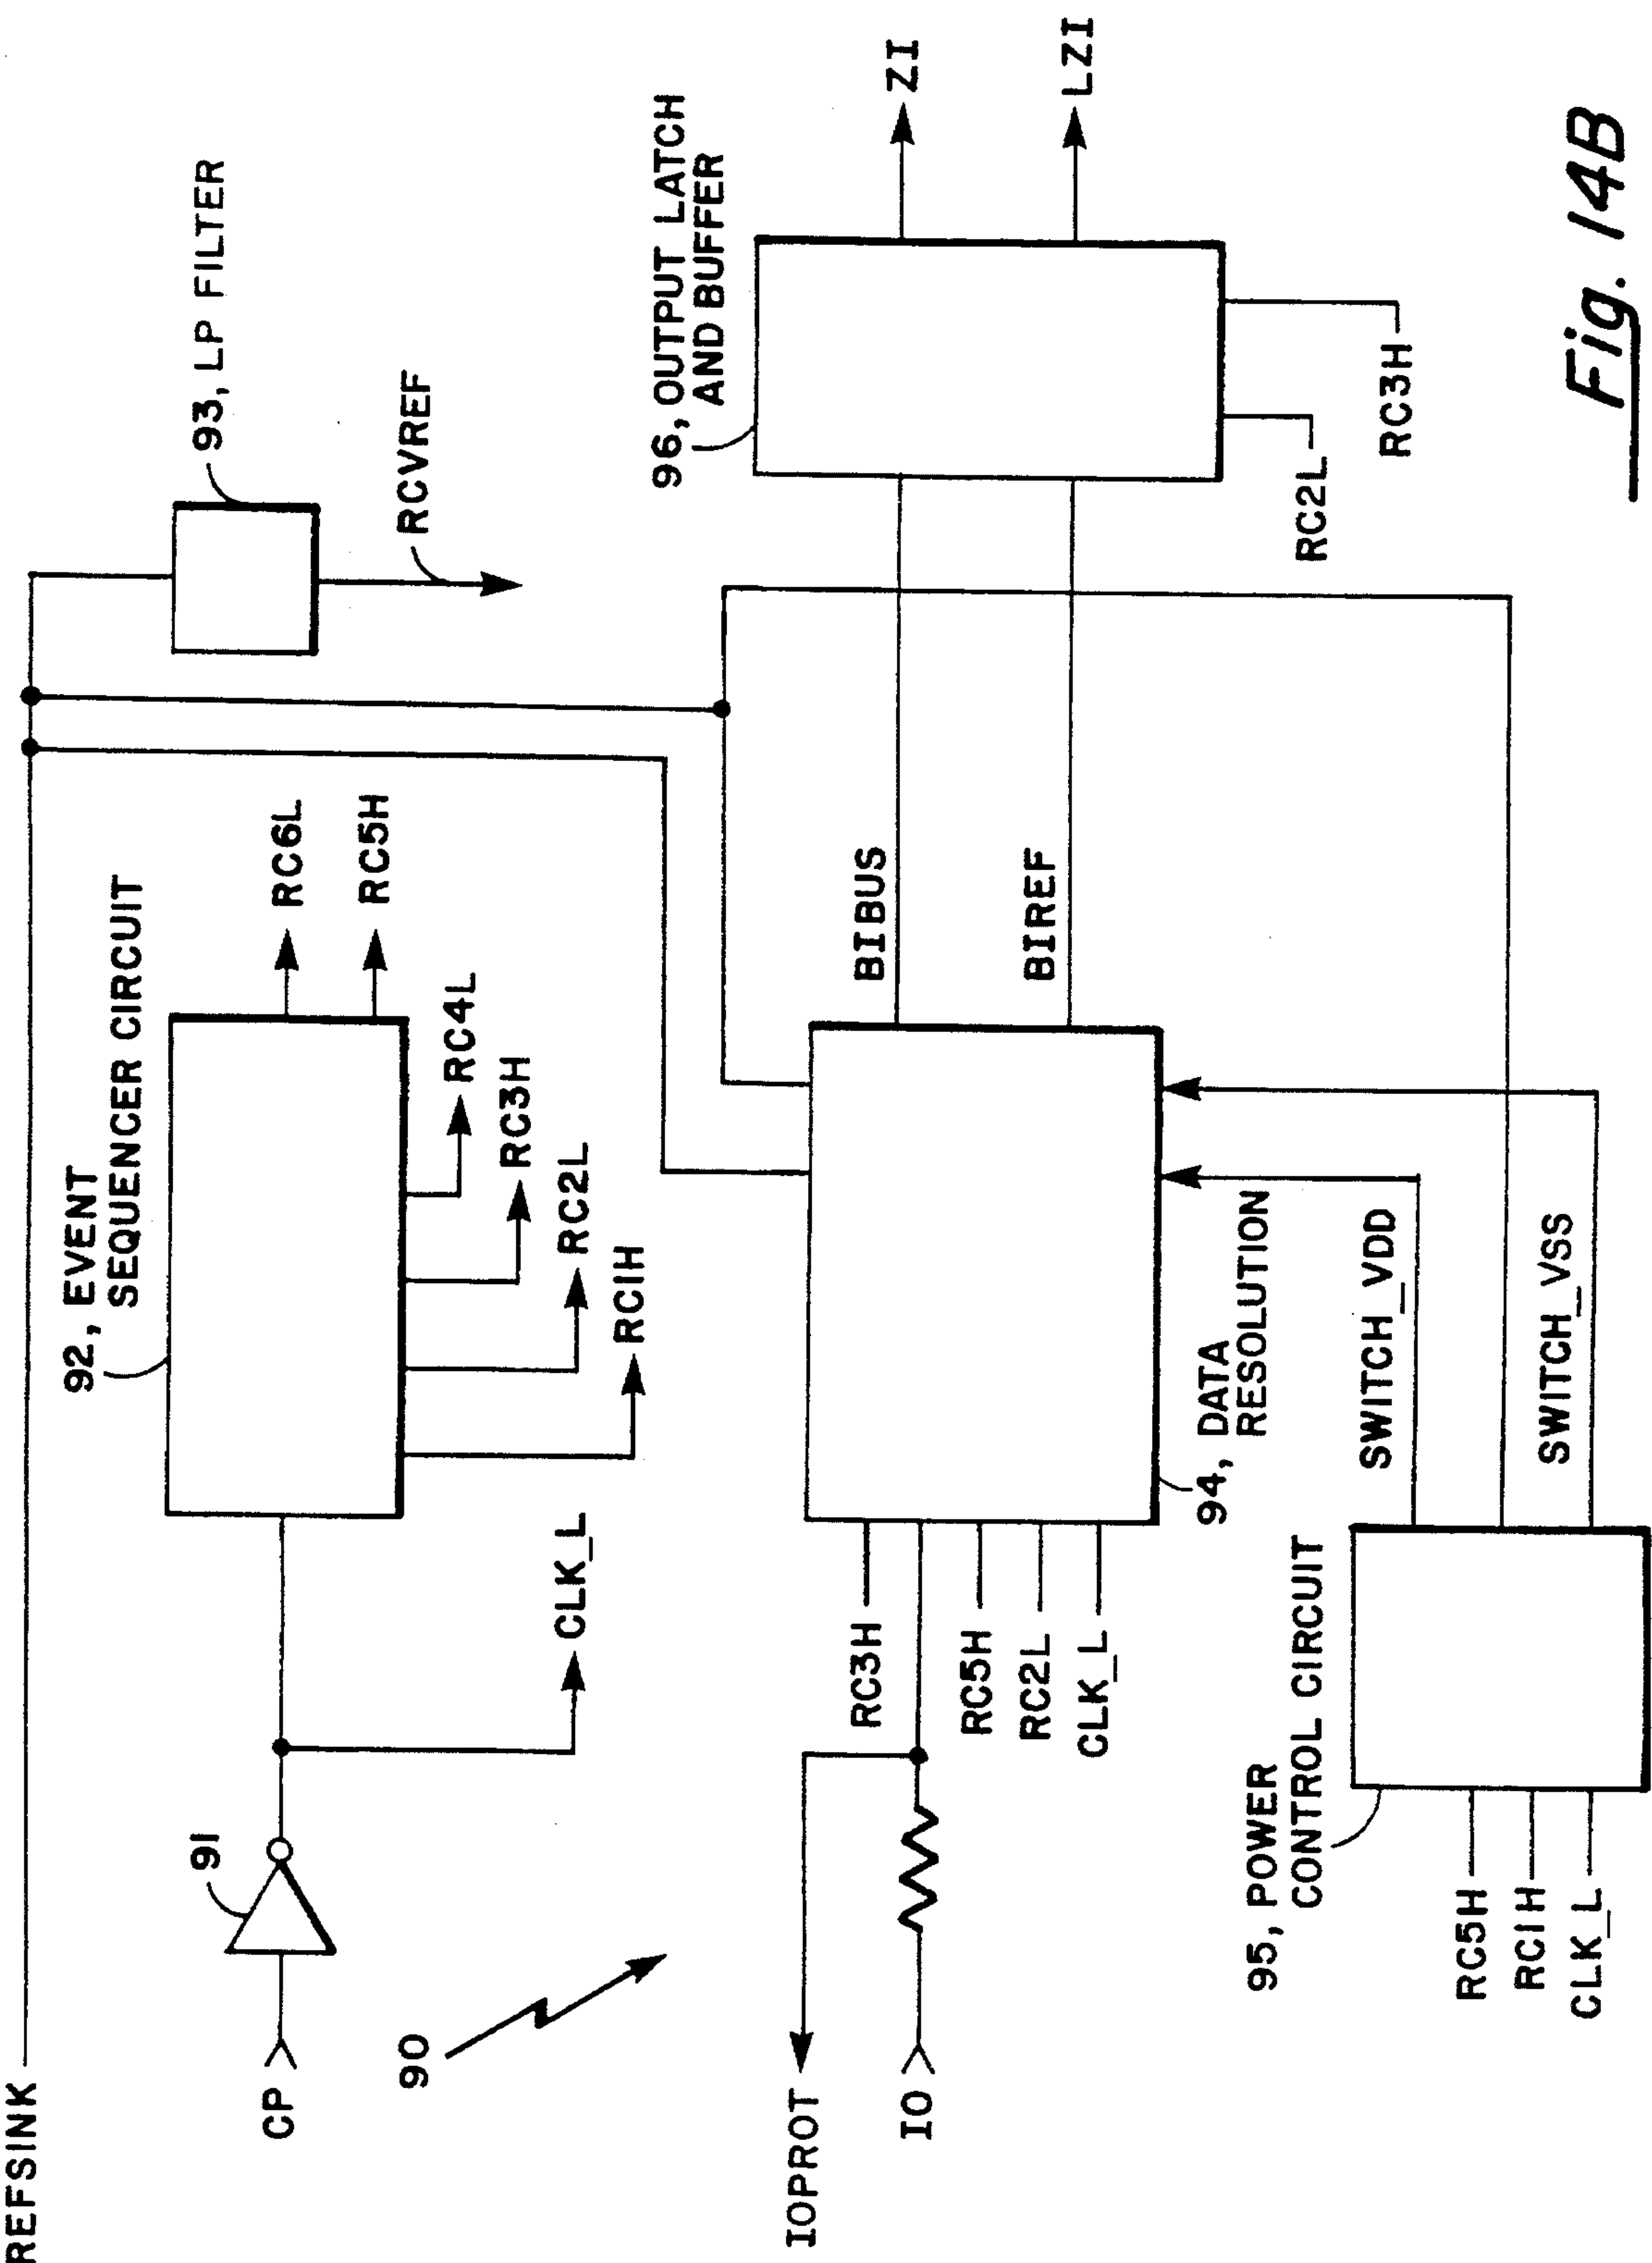 REFSINK
93, LP FILTER
RCVREF
92, EVENT
SEQUENCER CIRCUIT
RC6L
RC5H
RC4L
RC3H
RC2L
RC1H
91
CP
CLK_L
90
96, OUTPUT LATCH
AND BUFFER
ZI
LZI
BIBUS
BIREF
RC2L
RC3H
IOPROT
IO
RC3H
RC5H
RC2L
CLK_L
94, DATA
RESOLUTION
SWITCH_VDD
SWITCH_VSS
95, POWER
CONTROL CIRCUIT
RC5H
RC1H
CLK_L
Fig. 14B